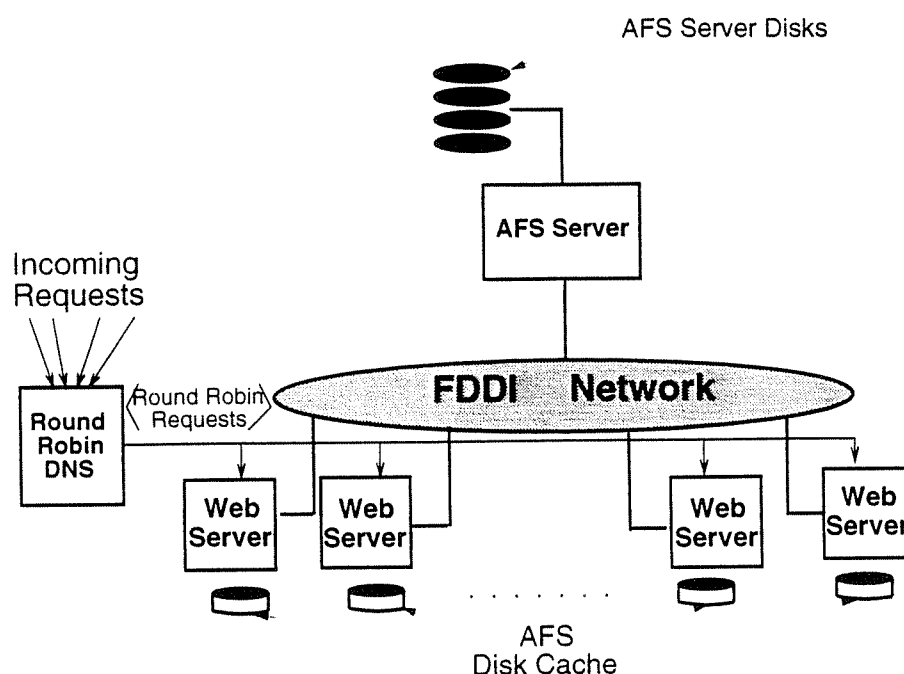 AFS Server Disks
AFS Server
Incoming
Requests
FDDI Network
Round Robin
Requests
Round
Robin
DNS
Web
Server
Web
Server
Web
Server
Web
Server
. . . . . . .
AFS
Disk Cache